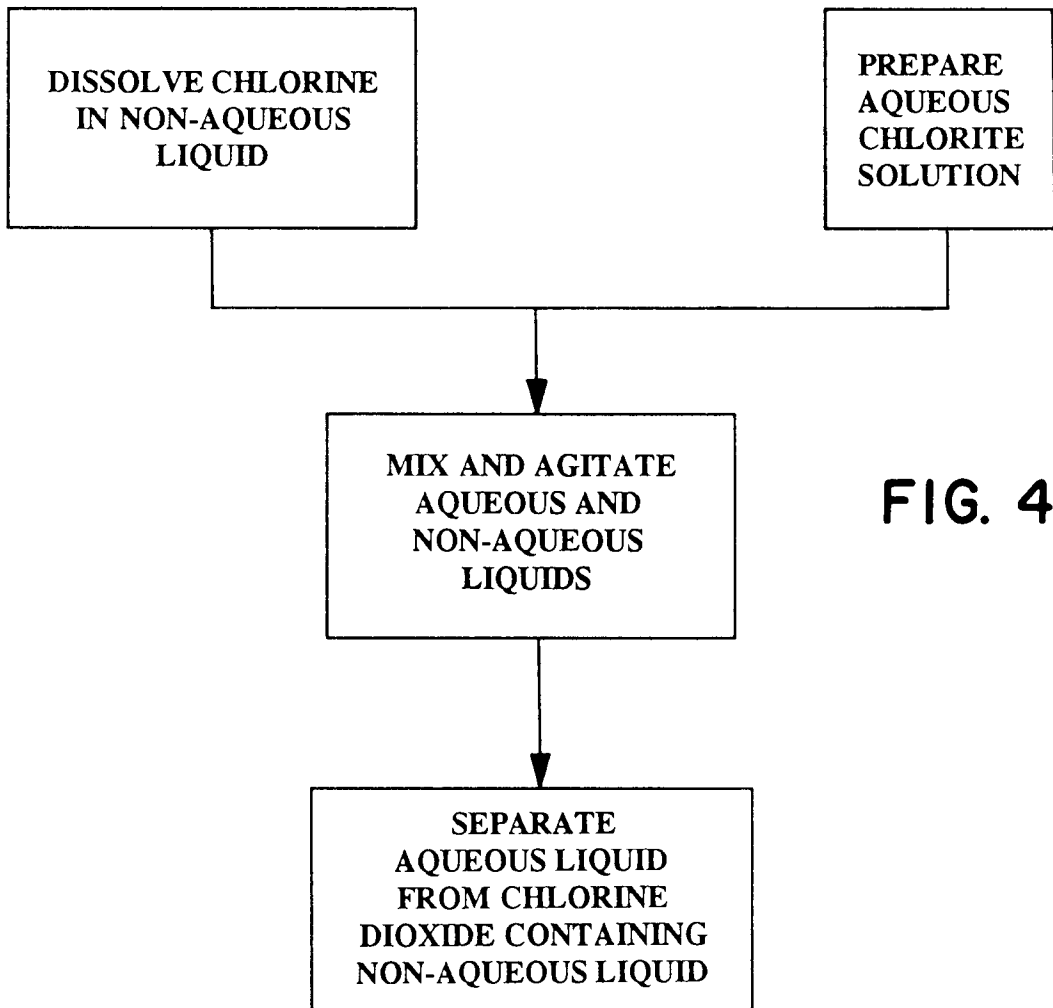 DISSOLVE CHLORINE
IN NON-AQUEOUS
LIQUID
PREPARE
AQUEOUS
CHLORITE
SOLUTION
MIX AND AGITATE
AQUEOUS AND
NON-AQUEOUS
LIQUIDS
FIG. 4
SEPARATE
AQUEOUS LIQUID
FROM CHLORINE
DIOXIDE CONTAINING
NON-AQUEOUS LIQUID